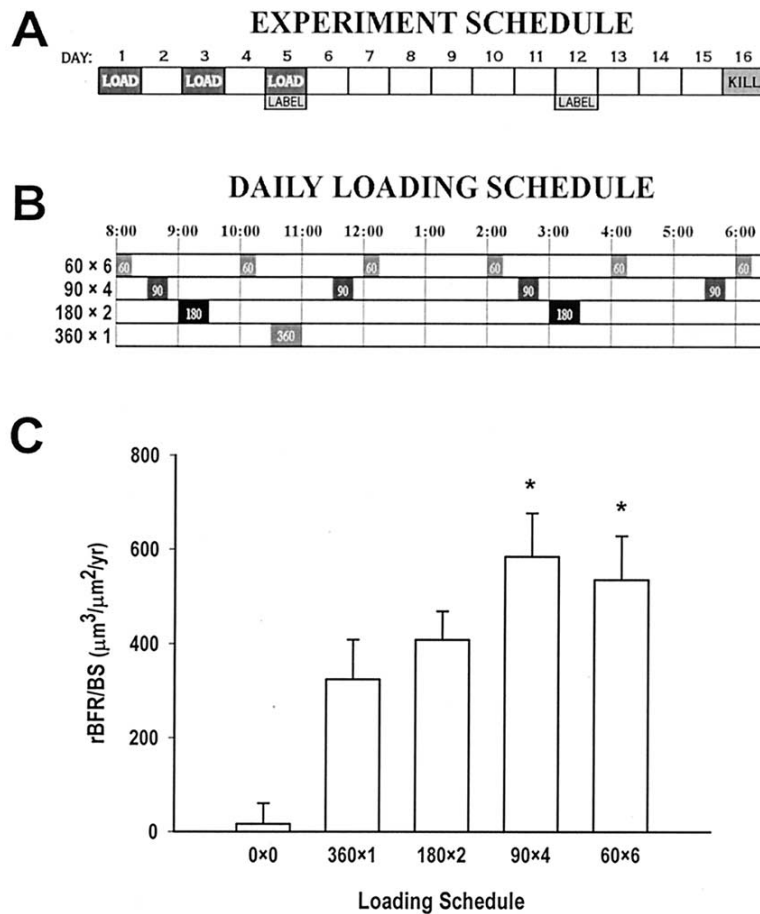 A
EXPERIMENT SCHEDULE
DAY: 1 2 3 4 5 6 7 8 9 10 11 12 13 14 15 16
LOAD LOAD LOAD KILL
LABEL LABEL
B
DAILY LOADING SCHEDULE
8:00 9:00 10:00 11:00 12:00 1:00 2:00 3:00 4:00 5:00 6:00
60 × 6 60 60 60 60 60 60
90 × 4 90 90 90 90
180 × 2 180 180
360 × 1 360
C
800
600
400
200
0
* *
rBFR/BS (μm³/μm²/yr)
0×0 360×1 180×2 90×4 60×6
Loading Schedule